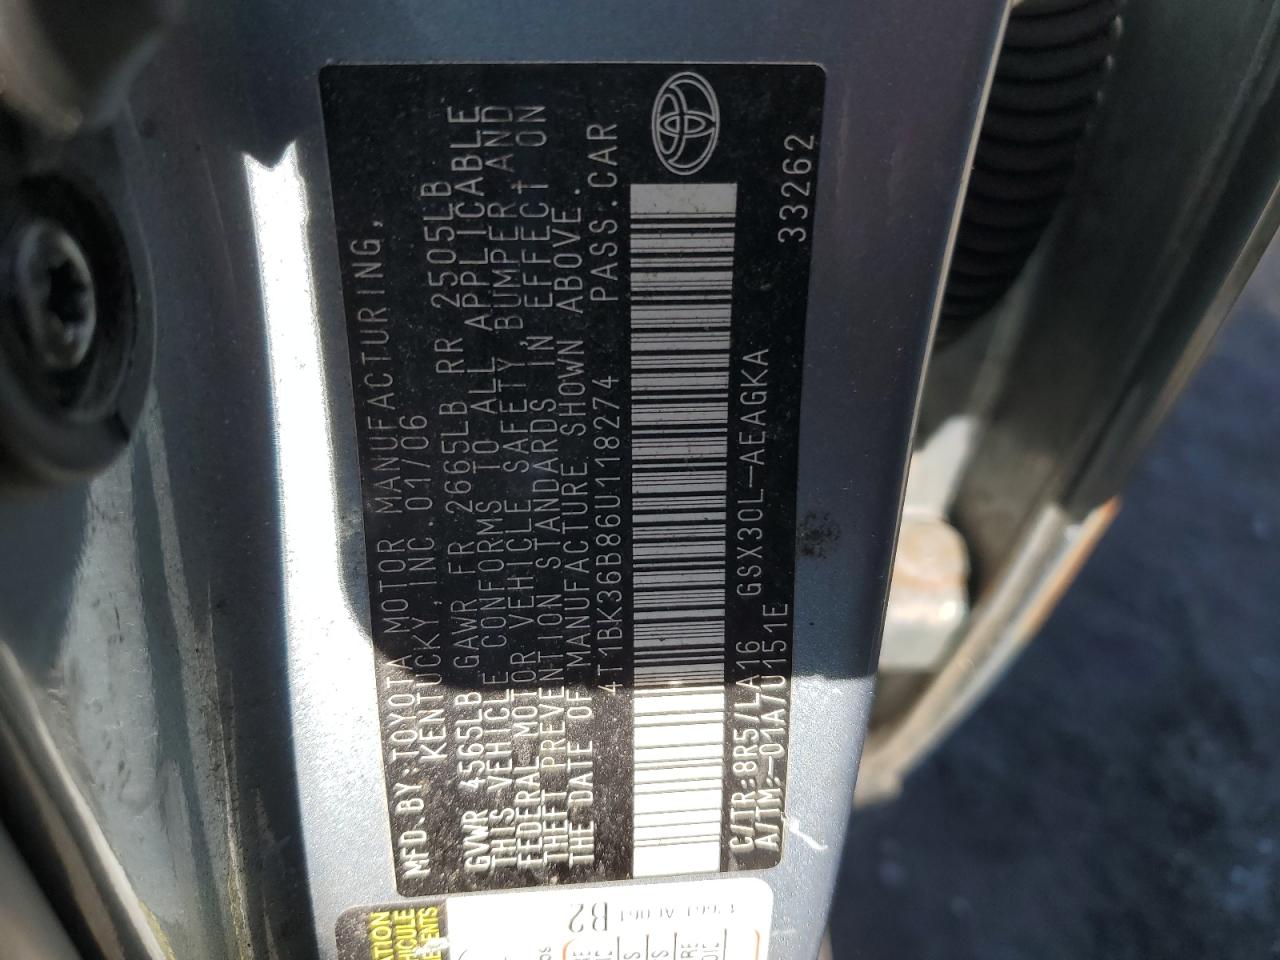 MFD.BY:TOYOTA MOTOR MANUFACTURING,
KENTUCKY,INC.01/06
GVWR 4565LB GAWR FR 2665LB RR 2505LB
THIS VEHICLE CONFORMS TO ALL APPLICABLE
FEDERAL MOTOR VEHICLE SAFETY BUMPER AND
THEFT PREVENTION STANDARDS IN EFFECT ON
THE DATE OF MANUFACTURE SHOWN ABOVE.
4T1BK36B86U118274 PASS.CAR
C/TR:8R5/LA16 GSX30L-AEAGKA
A/TM:-01A/U151E 33262
B2